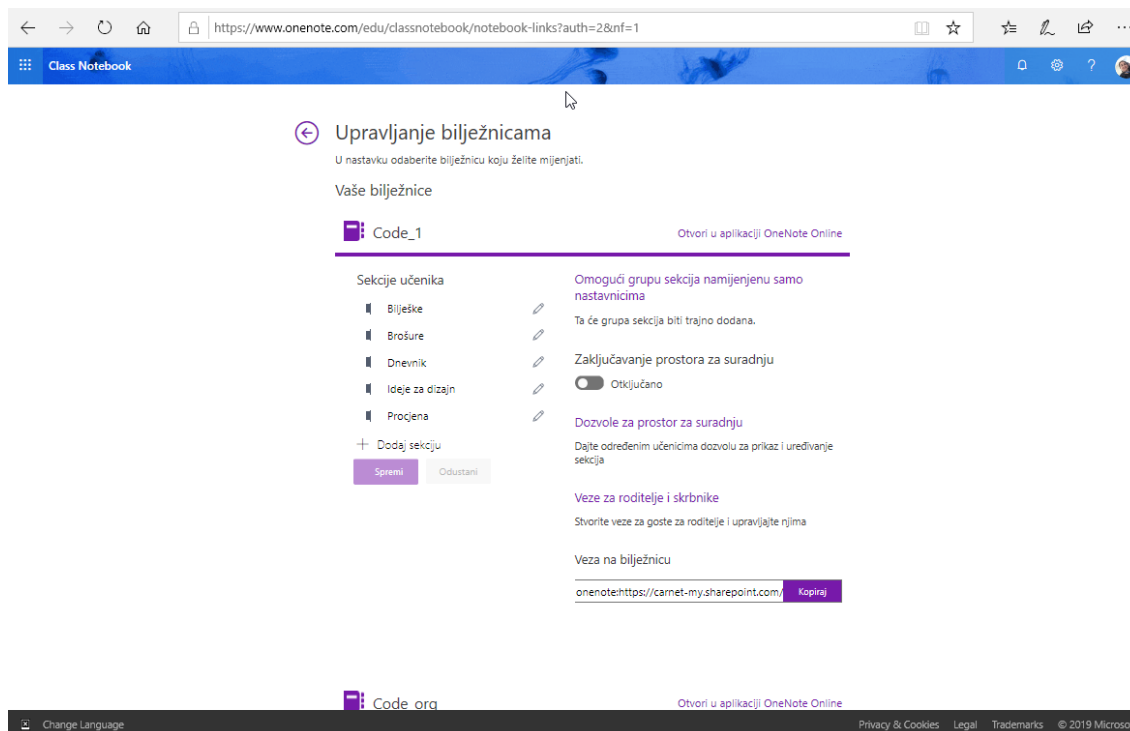 https://www.onenote.com/edu/classnotebook/notebook-links?auth=2&nf=1
Class Notebook
?
Upravljanje bilježnicama
U nastavku odaberite bilježnicu koju želite mijenjati.
Vaše bilježnice
Code_1
Otvori u aplikaciji OneNote Online
Sekcije učenika
Bilješke
Brošure
Dnevnik
Ideje za dizajn
Procjena
Dodaj sekciju
Spremi
Odustani
Omogući grupu sekcija namijenjenu samo
nastavnicima
Ta će grupa sekcija biti trajno dodana.
Zaključavanje prostora za suradnju
Otključano
Dozvole za prostor za suradnju
Dajte određenim učenicima dozvolu za prikaz i uređivanje
sekcija
Veze za roditelje i skrbnike
Stvorite veze za goste za roditelje i upravljajte njima
Veza na bilježnicu
onenote:https://carnet-my.sharepoint.com/
Kopiraj
Code_org
Otvori u aplikaciji OneNote Online
Change Language
Privacy & Cookies
Legal
Trademarks
© 2019 Microso